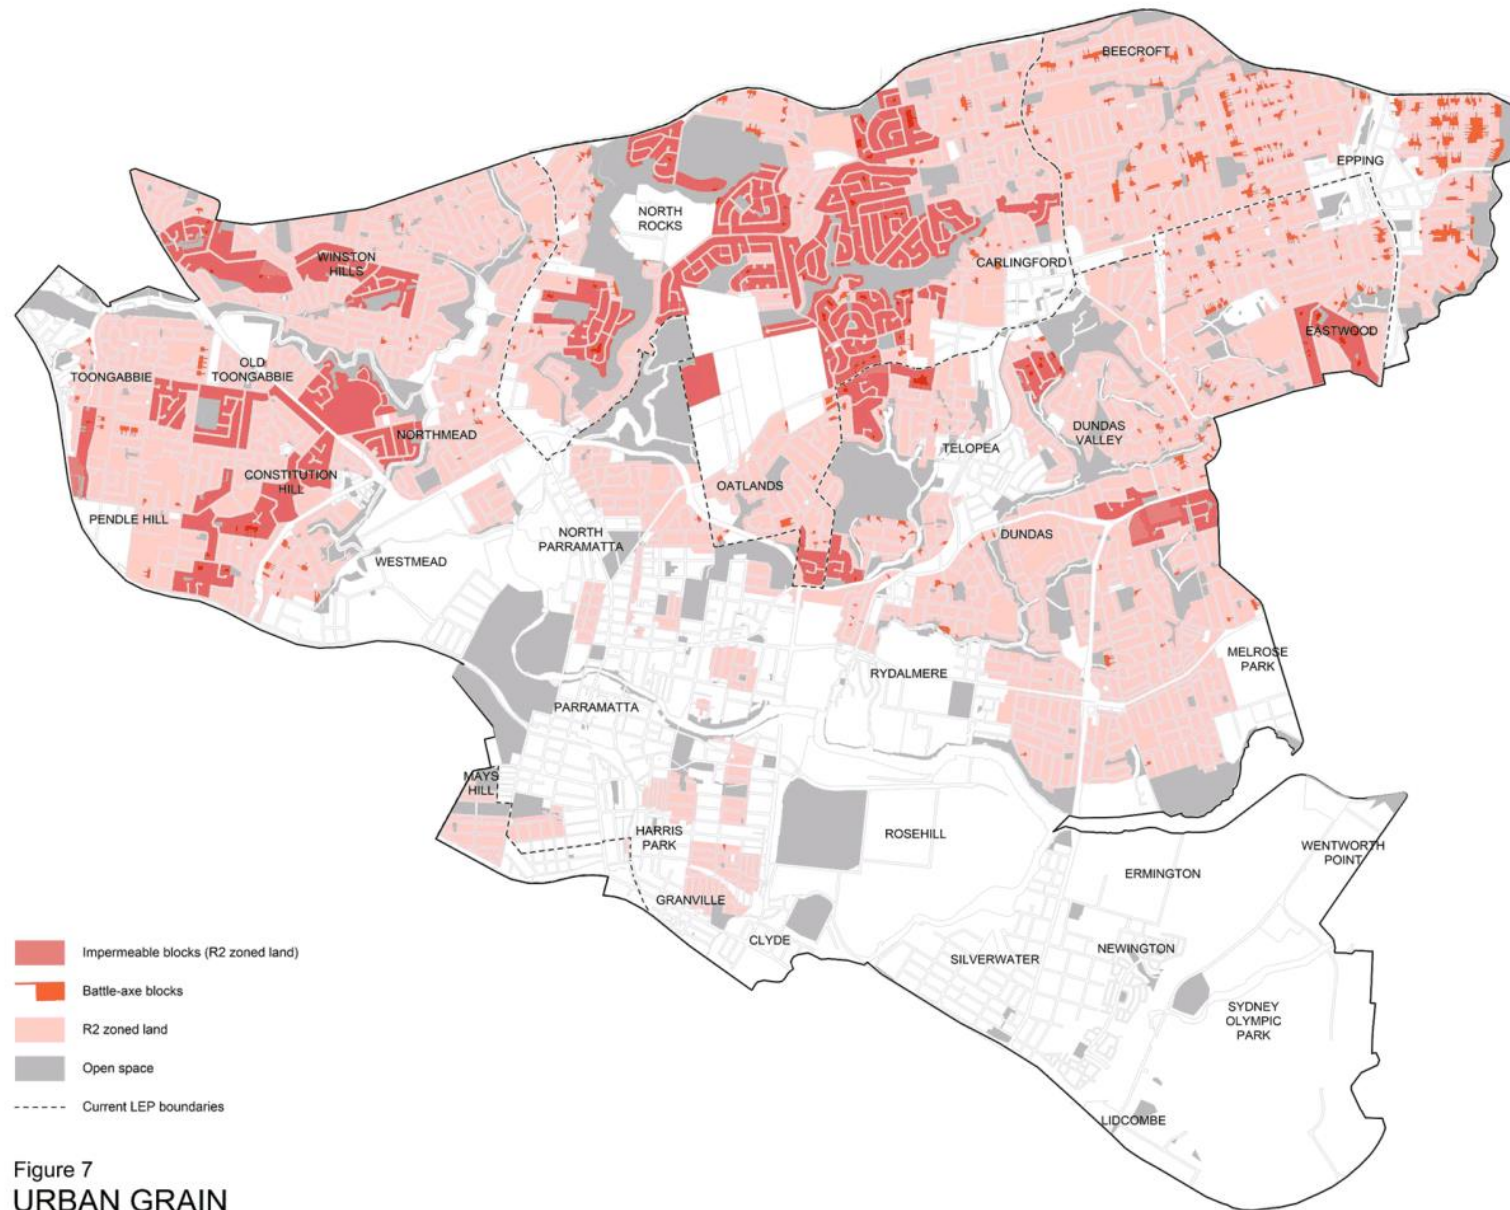 BEECROFT
EPPING
NORTH
ROCKS
CARLINGFORD
WINSTON
HILLS
EASTWOOD
TOONGABBIE
OLD
TOONGABBIE
NORTHMEAD
DUNDAS
VALLEY
TELOPEA
CONSTITUTION
HILL
OATLANDS
PENDLE HILL
NORTH
PARRAMATTA
DUNDAS
WESTMEAD
MELROSE
PARK
RYDALMERE
PARRAMATTA
MAYS
HILL
HARRIS
PARK
ROSEHILL
WENTWORTH
POINT
ERMINGTON
GRANVILLE
CLYDE
SILVERWATER
NEWINGTON
SYDNEY
OLYMPIC
PARK
LIDCOMBE
Impermeable blocks (R2 zoned land)
Battle-axe blocks
R2 zoned land
Open space
Current LEP boundaries
Figure 7
URBAN GRAIN